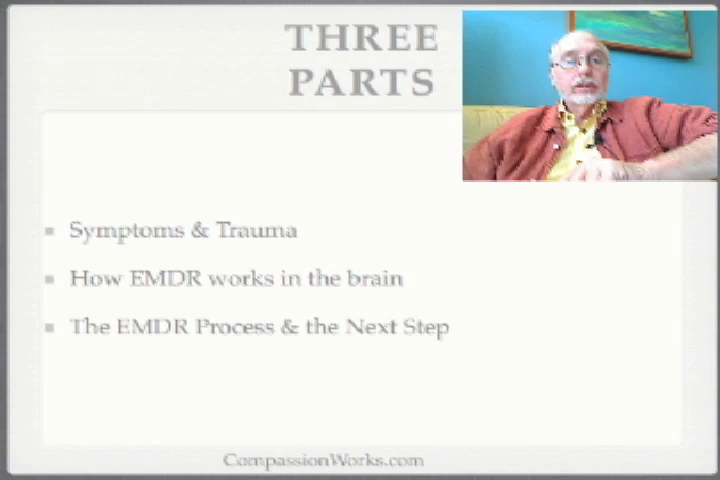 THREE
PARTS
Symptoms & Trauma
How EMDR works in the brain
The EMDR Process & the Next Step
CompassionWorks.com